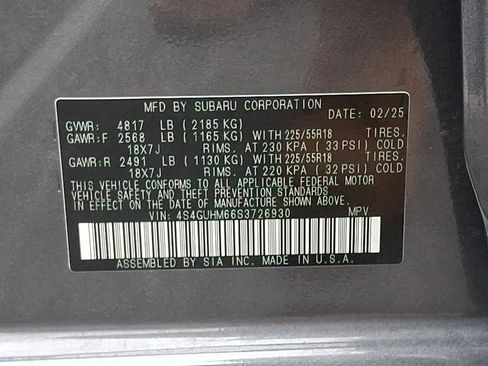 MFD BY SUBARU CORPORATION
GVWR: 4817 LB ( 2185 KG) DATE: 02/25
GAWR:F 2568 LB ( 1165 KG) WITH 225/55R18 TIRES.
18X7J RIMS. AT 230 KPA ( 33 PSI) COLD
GAWR:R 2491 LB ( 1130 KG) WITH 225/55R18 TIRES.
18X7J RIMS. AT 220 KPA ( 32 PSI) COLD
THIS VEHICLE CONFORMS TO ALL APPLICABLE FEDERAL MOTOR
VEHICLE SAFETY AND THEFT PREVENTION STANDARDS IN EFFECT
ON THE DATE OF MANUFACTURE SHOWN ABOVE.
VIN: 4S4GUHM66S3726930 MPV
ASSEMBLED BY SIA INC. MADE IN U.S.A.